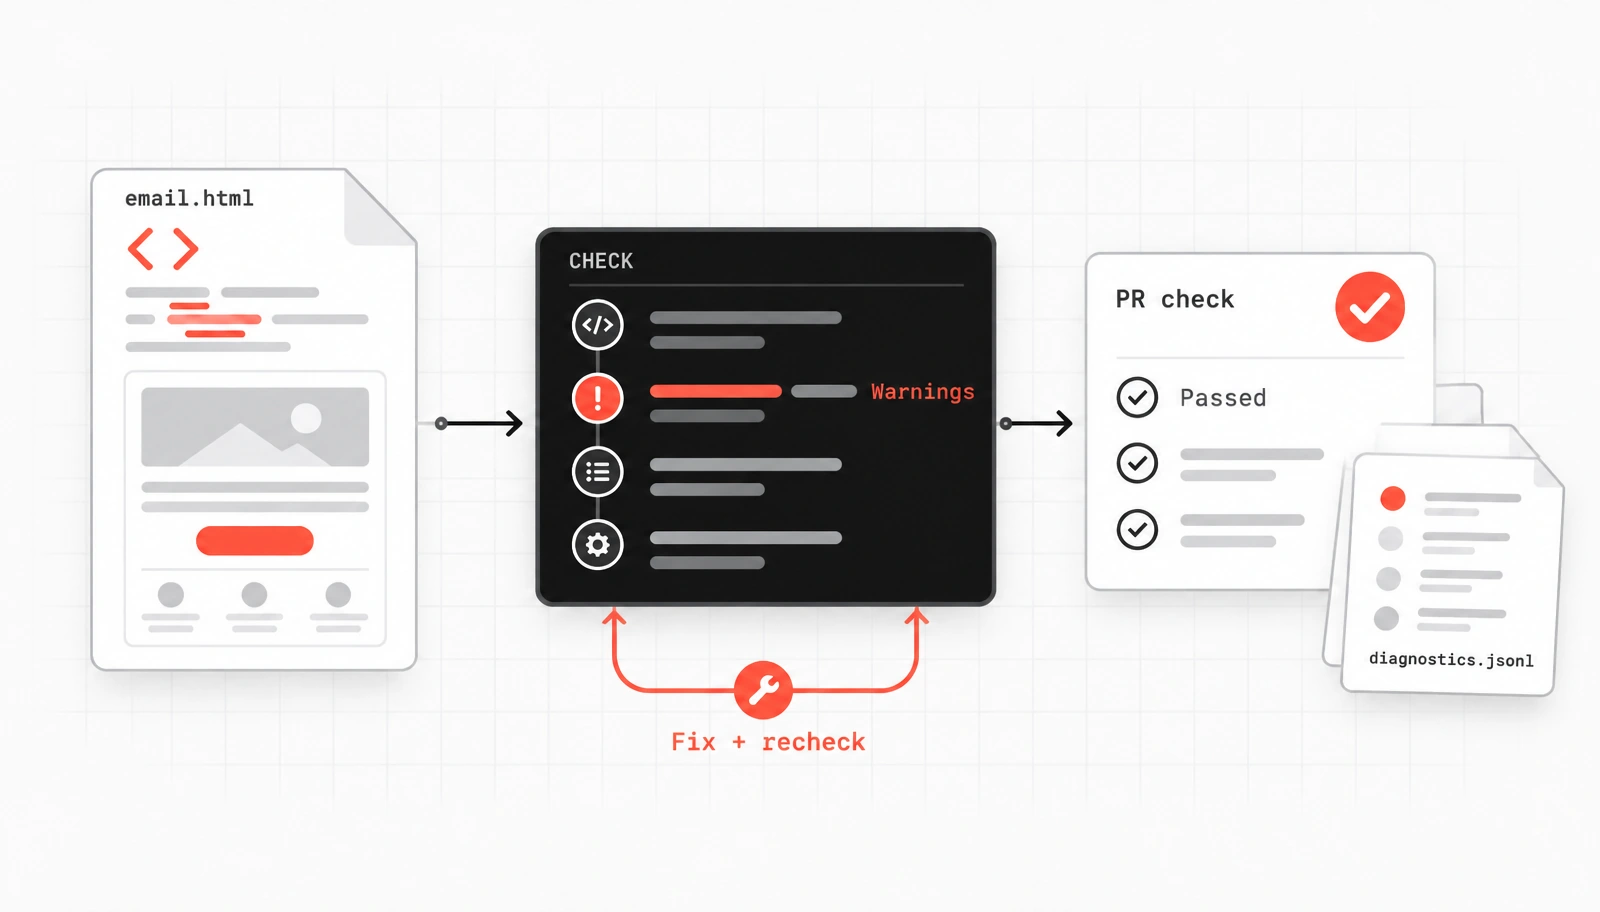 email.html
CHECK
Warnings
Fix + recheck
PR check
Passed
diagnostics.jsonl